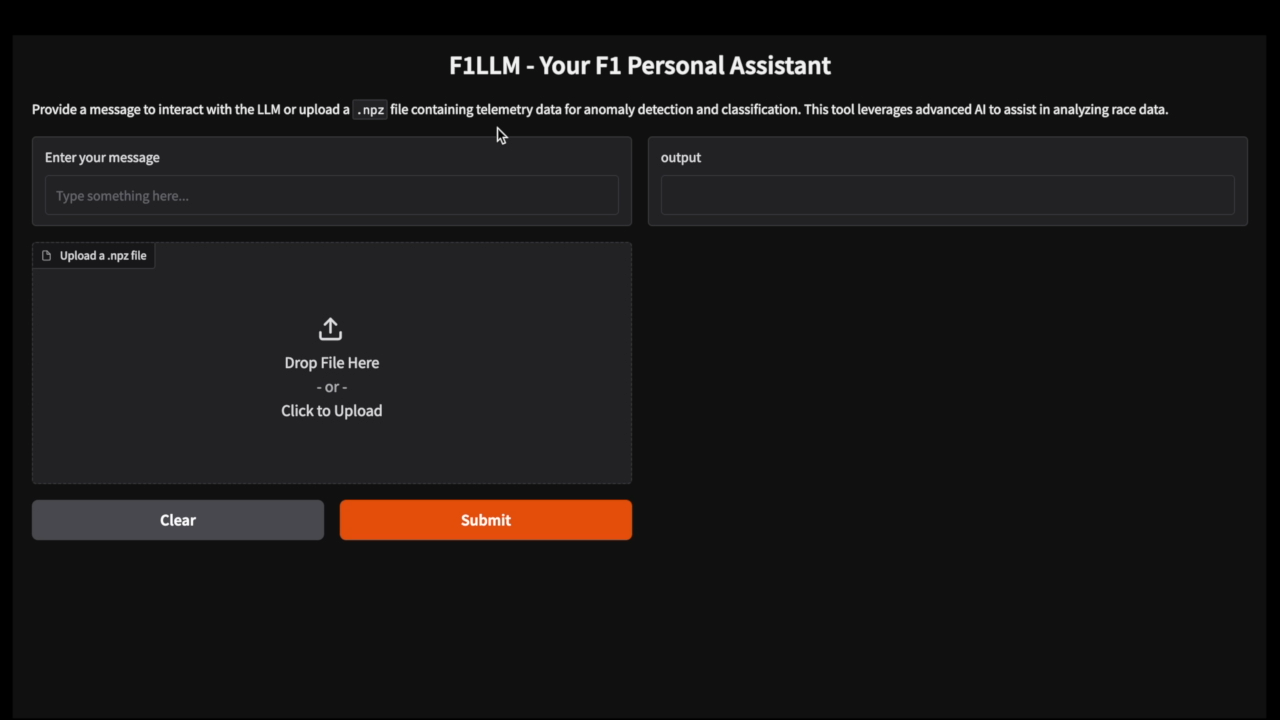 F1LLM - Your F1 Personal Assistant
Provide a message to interact with the LLM or upload a .npz file containing telemetry data for anomaly detection and classification. This tool leverages advanced AI to assist in analyzing race data.
Enter your message
Type something here...
output
Upload a .npz file
Drop File Here
- or -
Click to Upload
Clear
Submit